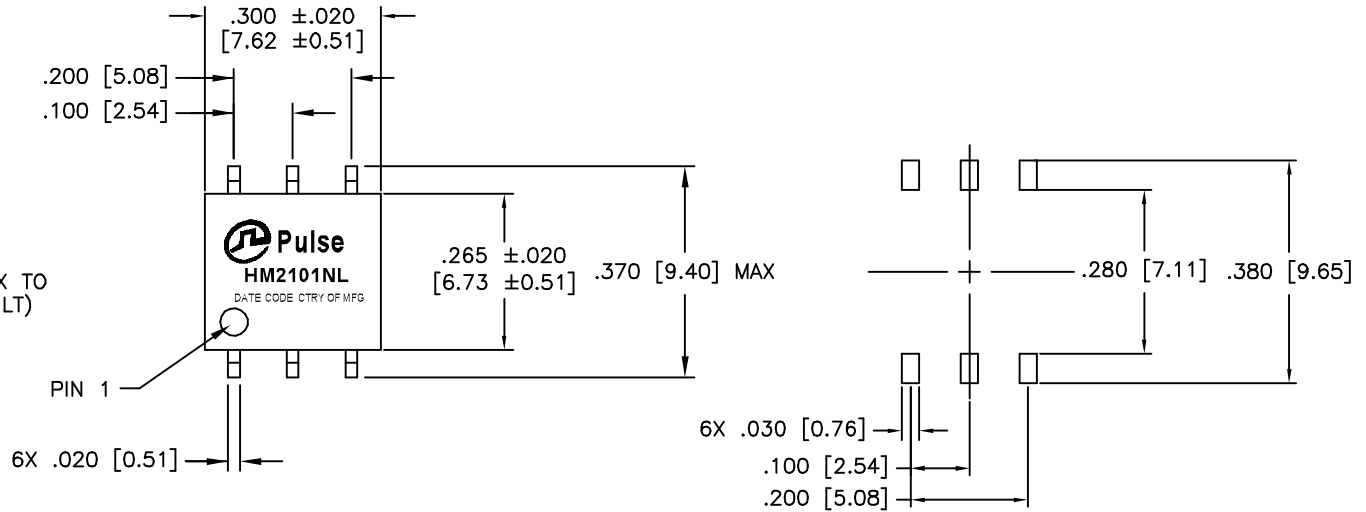 .300 ±.020
[7.62 ±0.51]
.200 [5.08]
.100 [2.54]
Pulse
HM2101NL
DATE CODE CTRY OF MFG
X TO
LT)
PIN 1
6X .020 [0.51]
.265 ±.020
[6.73 ±0.51]
.370 [9.40] MAX
.280 [7.11]
.380 [9.65]
6X .030 [0.76]
.100 [2.54]
.200 [5.08]